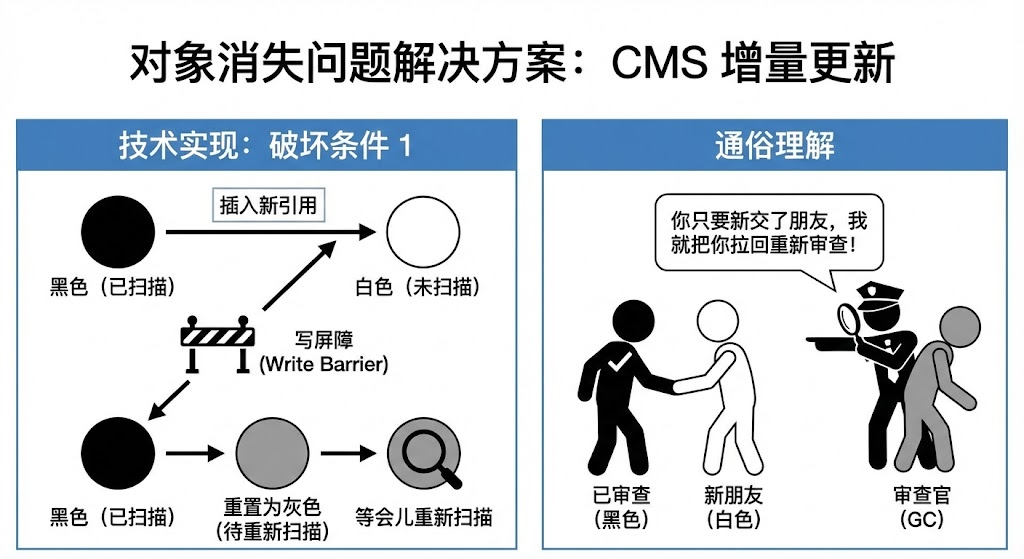 对象消失问题解决方案：CMS 增量更新
技术实现：破坏条件 1
插入新引用
黑色（已扫描）
白色（未扫描）
写屏障
(Write Barrier)
黑色（已扫描）
重置为灰色
(待重新扫描)
等会儿重新扫描
通俗理解
你只要新交了朋友，我
就把你拉回重新审查！
已审查
(黑色)
新朋友
(白色)
审查官
(GC)